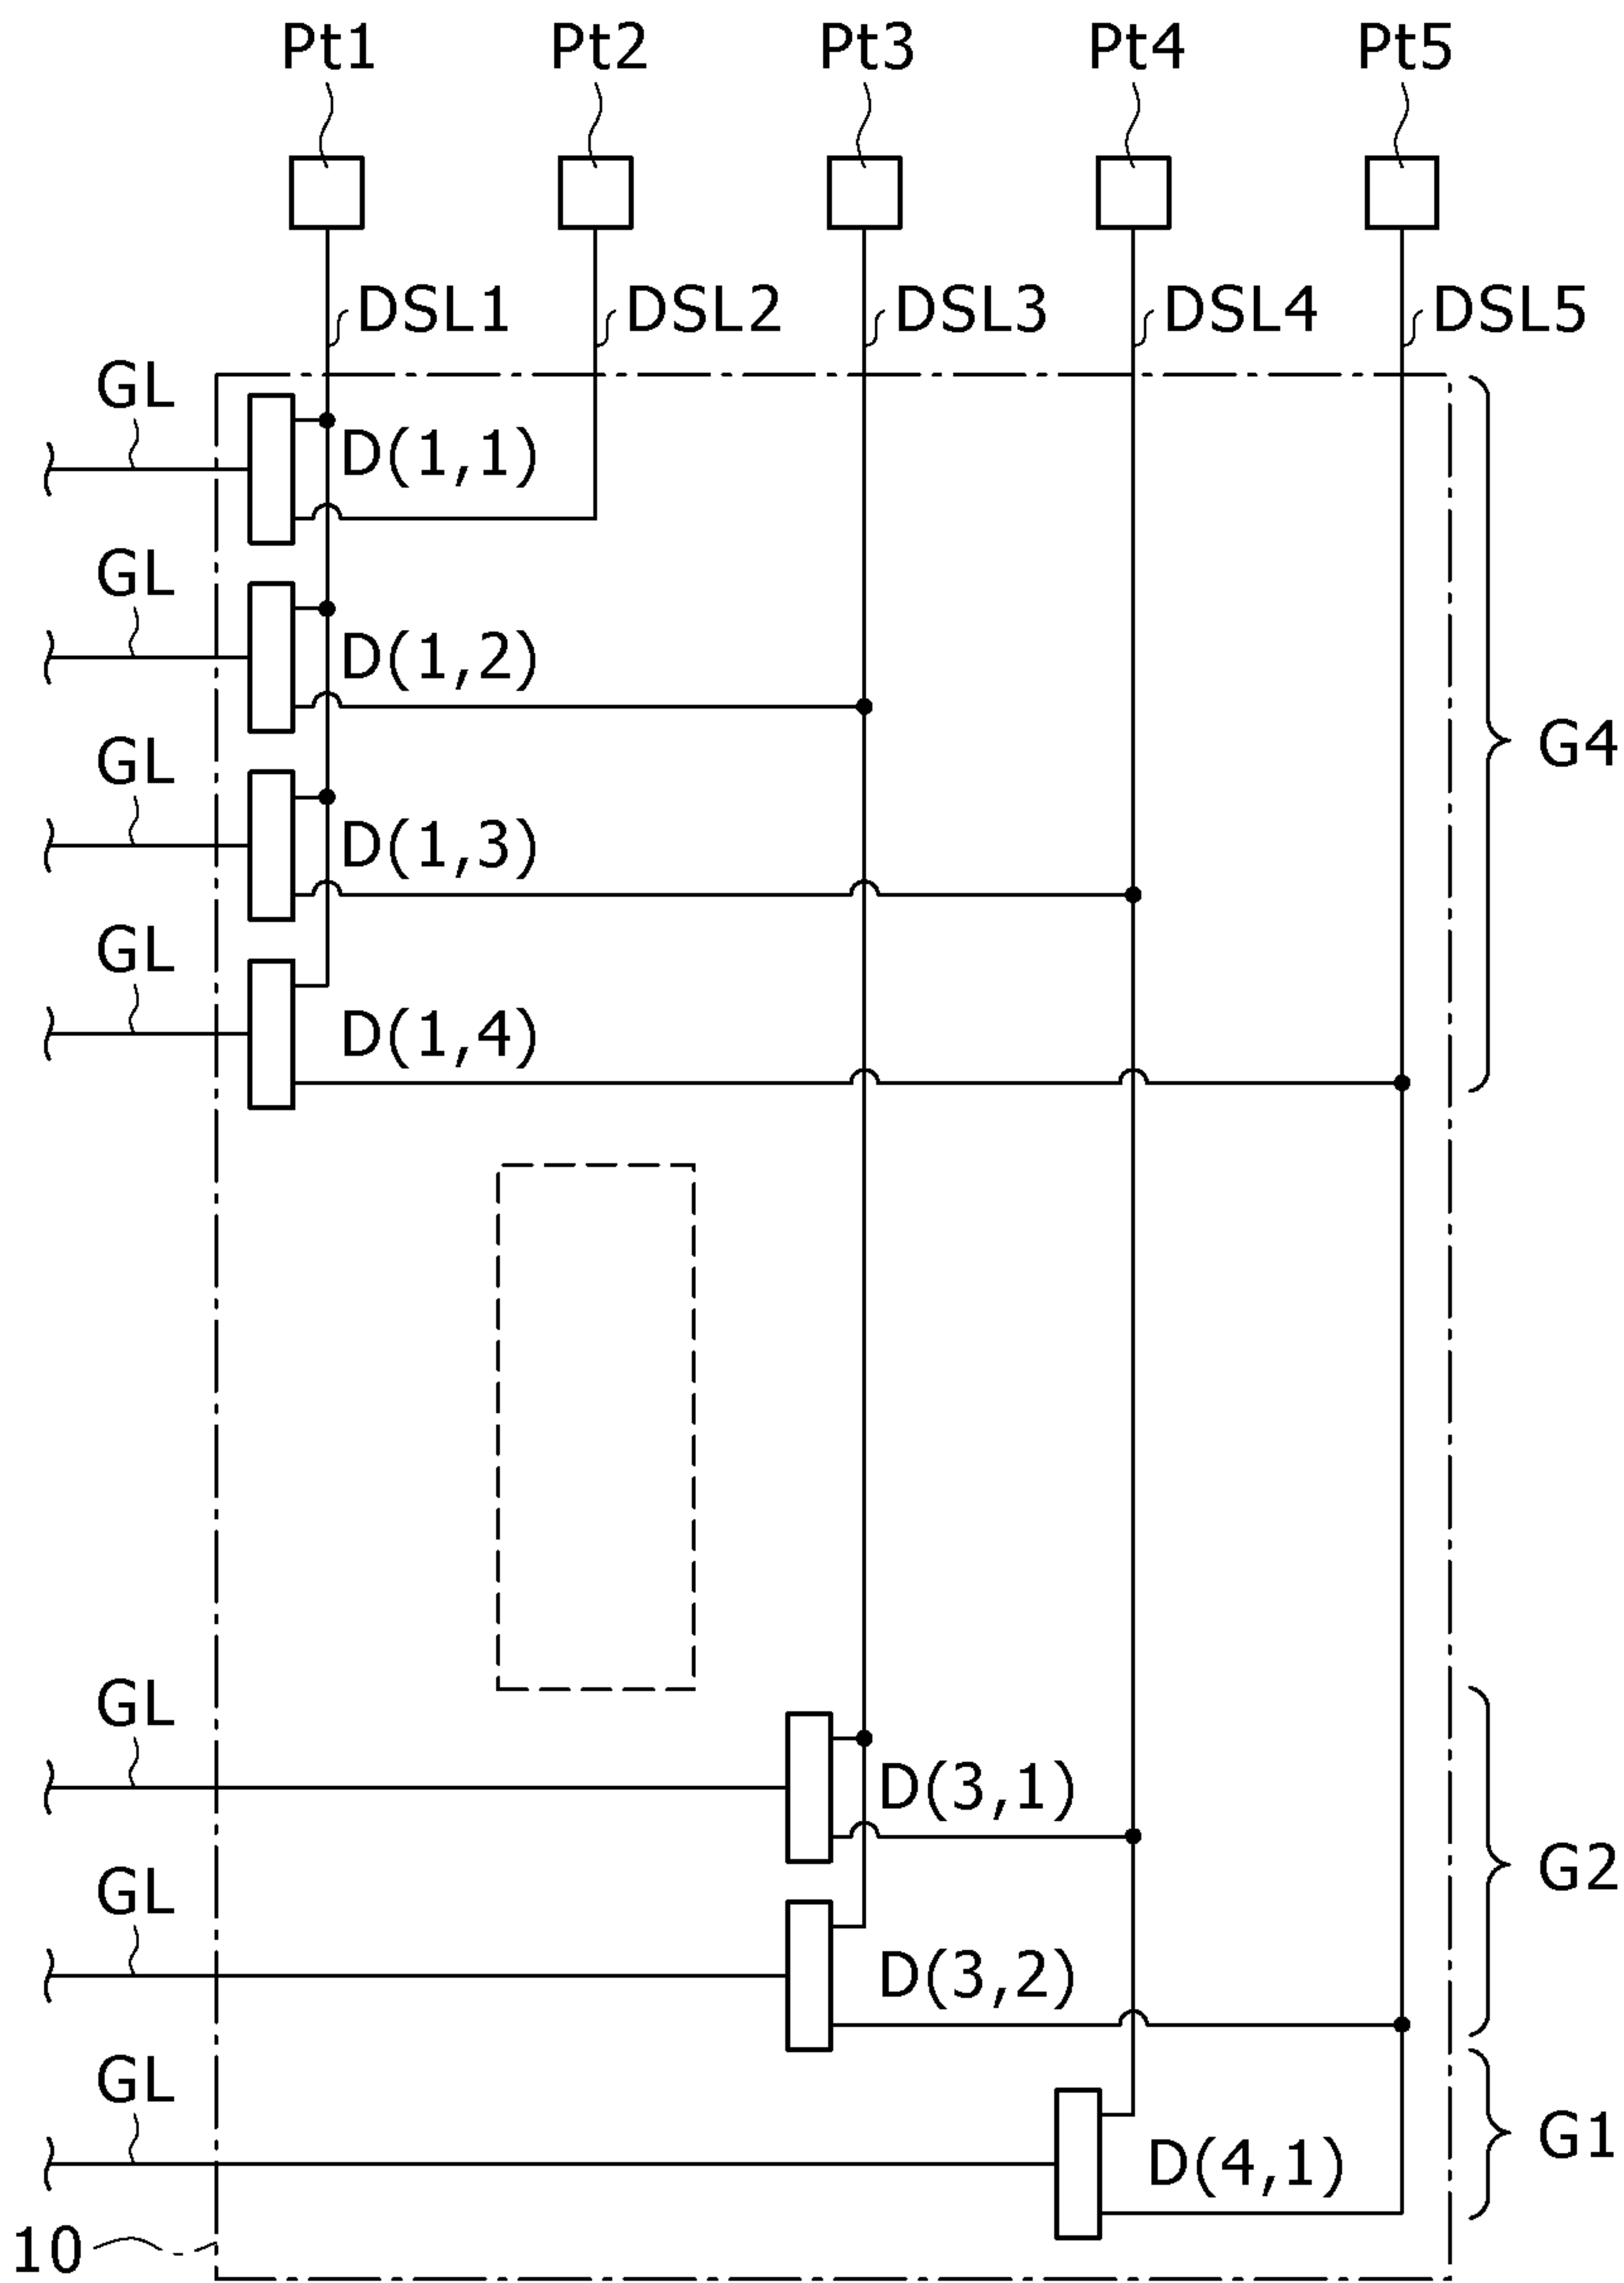 Pt1 Pt2 Pt3 Pt4 Pt5
DSL1 DSL2 DSL3 DSL4 DSL5
GL
D(1,1)
GL
D(1,2)
G4
GL
D(1,3)
GL
D(1,4)
GL
D(3,1)
G2
GL
D(3,2)
GL
G1
D(4,1)
10